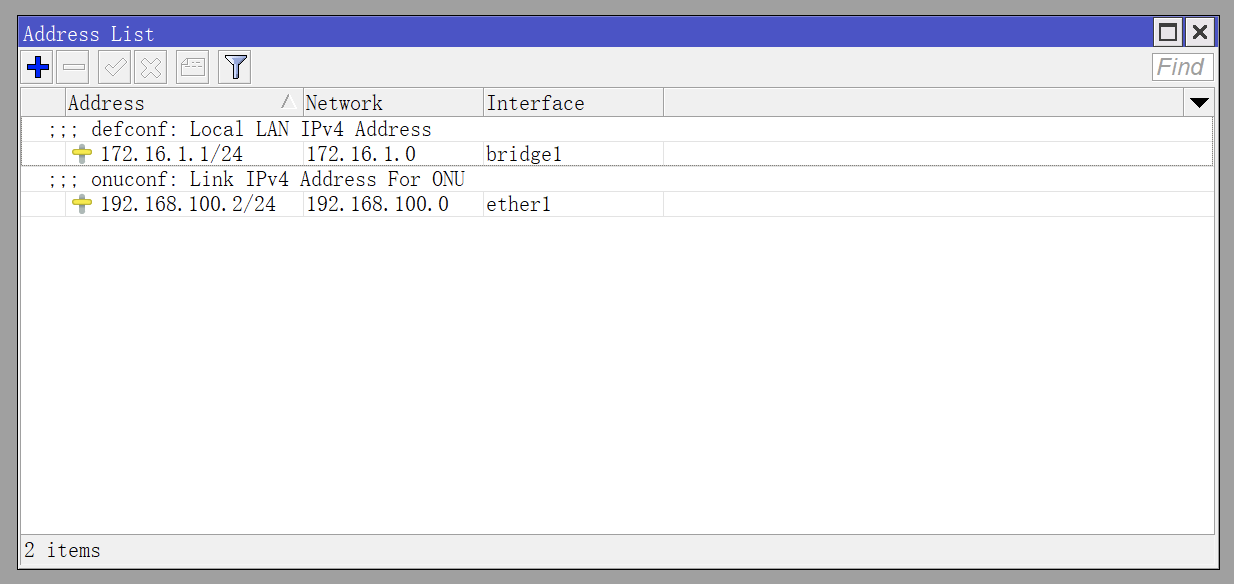 Address List
Find
Address Network Interface
;;; defconf: Local LAN IPv4 Address
172.16.1.1/24 172.16.1.0 bridge1
;;; onuconf: Link IPv4 Address For ONU
192.168.100.2/24 192.168.100.0 ether1
2 items